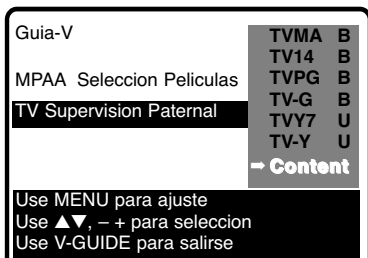 Guia-V
MPAA Seleccion Peliculas
TV Supervision Paternal
TVMA B
TV14 B
TVPG B
TV-G B
TVY7 U
TV-Y U
➡ Content
Use MENU para ajuste
Use ▲▼, – + para seleccion
Use V-GUIDE para salirse